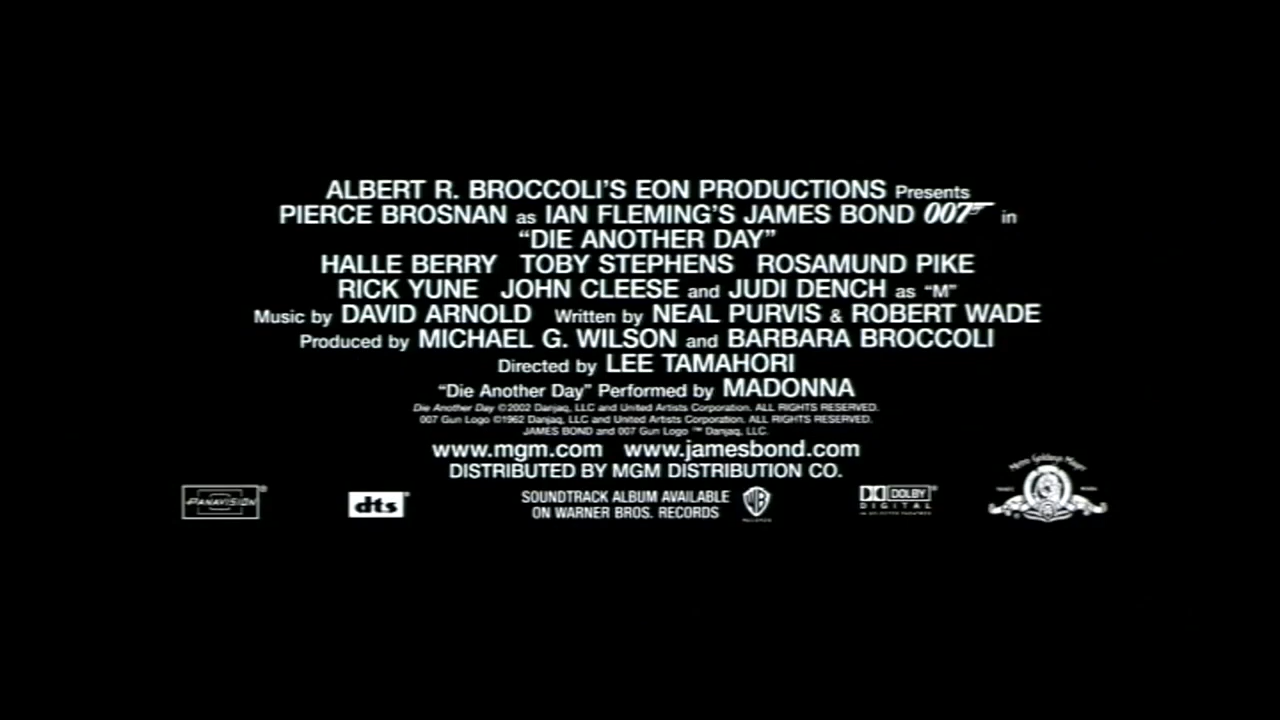 ALBERT R. BROCCOLI'S EON PRODUCTIONS Presents
PIERCE BROSNAN as IAN FLEMING'S JAMES BOND 007 in
“DIE ANOTHER DAY”
HALLE BERRY TOBY STEPHENS ROSAMUND PIKE
RICK YUNE JOHN CLEESE and JUDI DENCH as “M”
Music by DAVID ARNOLD Written by NEAL PURVIS & ROBERT WADE
Produced by MICHAEL G. WILSON and BARBARA BROCCOLI
Directed by LEE TAMAHORI
“Die Another Day” Performed by MADONNA
Die Another Day ©2002 Danjaq, LLC and United Artists Corporation. ALL RIGHTS RESERVED.
007 Gun Logo ©1962 Danjaq, LLC and United Artists Corporation. ALL RIGHTS RESERVED.
JAMES BOND and 007 Gun Logo ™ Danjaq, LLC.
www.mgm.com www.jamesbond.com
DISTRIBUTED BY MGM DISTRIBUTION CO.
PANAVISION®
dts
SOUNDTRACK ALBUM AVAILABLE
ON WARNER BROS. RECORDS
WB
DOLBY
DIGITAL
IN SELECTED THEATRES
Metro Goldwyn Mayer